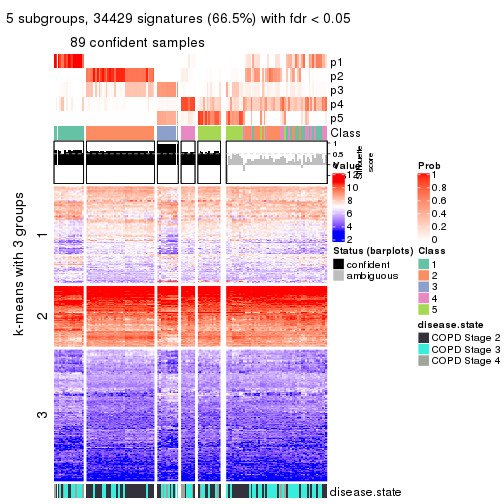 5 subgroups, 34429 signatures (66.5%) with fdr < 0.05
89 confident samples
p1
p2
p3
p4
p5
Class
1
0.5
Silhouette
score
k-means with 3 groups
1
2
3
Value
12
10
8
6
4
2
Status (barplots)
confident
ambiguous
Prob
1
0.8
0.6
0.4
0.2
0
Class
1
2
3
4
5
disease.state
COPD Stage 2
COPD Stage 3
COPD Stage 4
disease.state